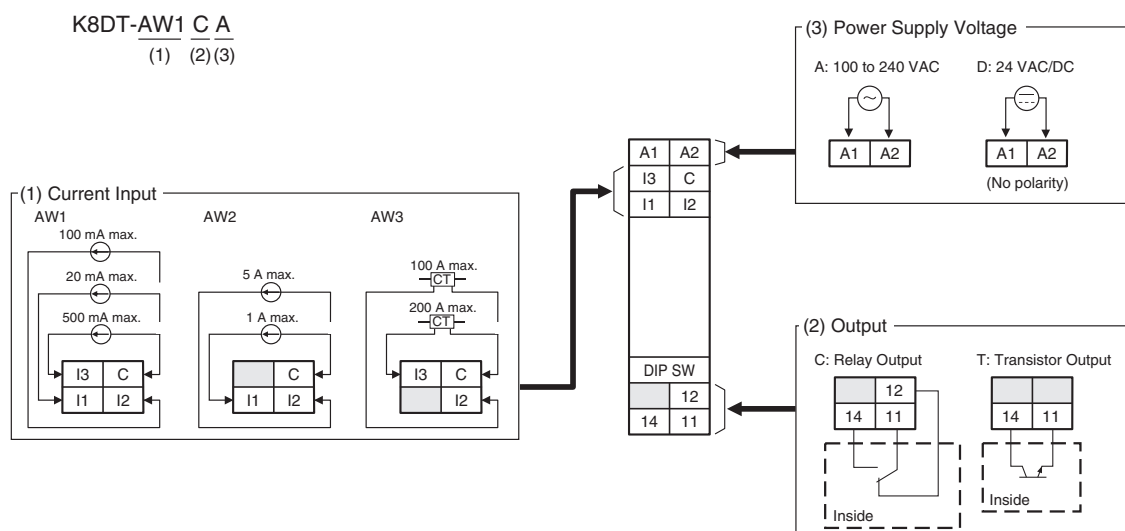 K8DT-AW1 C A
(1) (2) (3)
(1) Current Input
AW1 AW2 AW3
100 mA max.
20 mA max.
500 mA max.
I3 C
I1 I2
5 A max.
1 A max.
C
I1 I2
100 A max.
CT
200 A max.
CT
I3 C
I2
A1 A2
I3 C
I1 I2
DIP SW
12
14 11
(3) Power Supply Voltage
A: 100 to 240 VAC D: 24 VAC/DC
A1 A2
A1 A2
(No polarity)
(2) Output
C: Relay Output T: Transistor Output
12
14 11
Inside
14 11
Inside